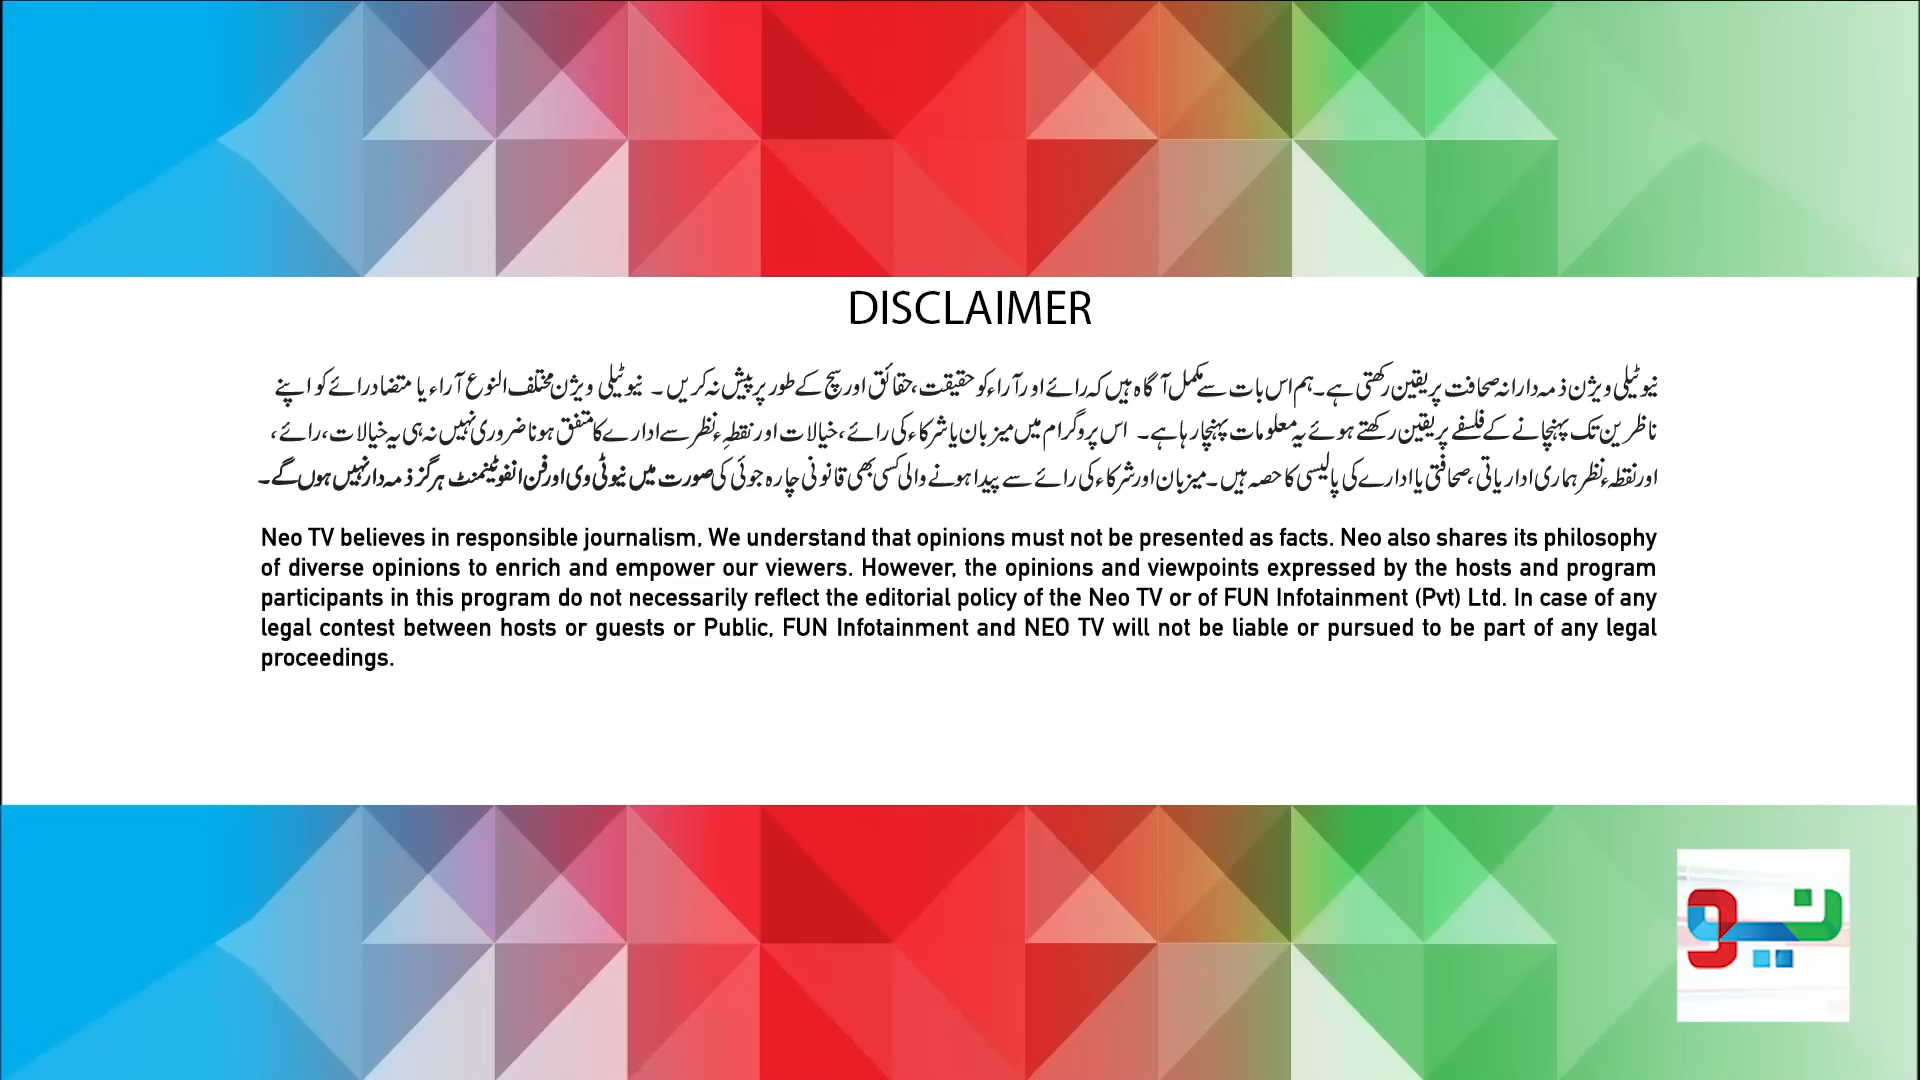 DISCLAIMER
نیو ٹیلی ویژن ذمہ دارانہ صحافت پر یقین رکھتی ہے۔ ہم اس بات سے مکمل آگاہ ہیں کہ رائے اور آراء کو حقیقت، حقائق اور سچ کے طور پر پیش نہ کریں ۔ نیو ٹیلی ویژن مختلف النوع آراء یا متضاد رائے کو اپنے
ناظرین تک پہنچانے کے فلسفے پر یقین رکھتے ہوئے یہ معلومات پہنچا رہا ہے۔ اس پروگرام میں میزبان یا شرکاء کی رائے، خیالات اور نقطہِ نظر سے ادارے کا متفق ہونا ضروری نہیں نہ ہی یہ خیالات، رائے،
اور نقطہء نظر ہماری ادارتی، صحافتی یا ادارے کی پالیسی کا حصہ ہیں۔ میزبان اور شرکاء کی رائے سے پیدا ہونے والی کسی بھی قانونی چارہ جوئی کی صورت میں نیو ٹی وی اور فن انفوٹینمنٹ ہرگز ذمہ دار نہیں ہوں گے۔
Neo TV believes in responsible journalism, We understand that opinions must not be presented as facts. Neo also shares its philosophy
of diverse opinions to enrich and empower our viewers. However, the opinions and viewpoints expressed by the hosts and program
participants in this program do not necessarily reflect the editorial policy of the Neo TV or of FUN Infotainment (Pvt) Ltd. In case of any
legal contest between hosts or guests or Public, FUN Infotainment and NEO TV will not be liable or pursued to be part of any legal
proceedings.
نیو